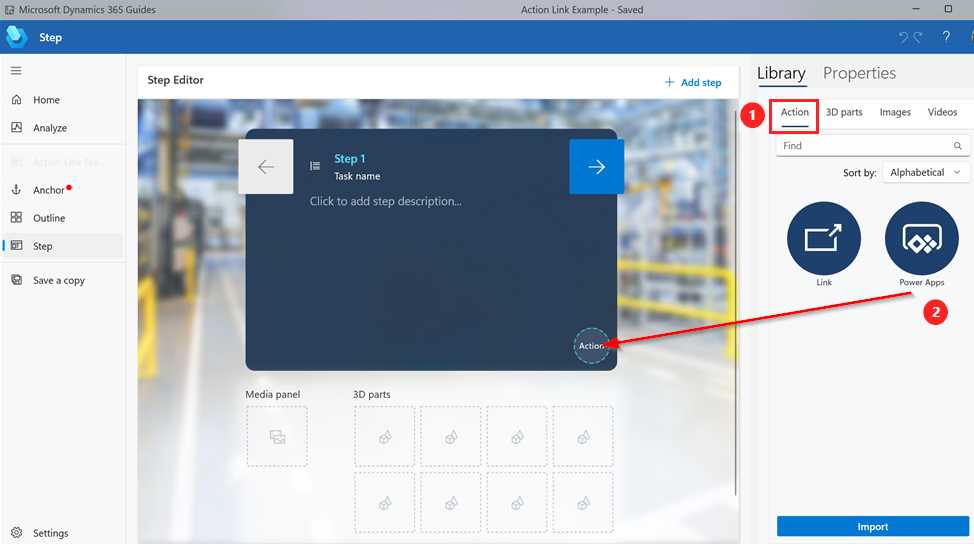 Microsoft Dynamics 365 Guides
Action Link Example - Saved
Step
?
Home
Analyze
Action Link Exa...
Anchor
Outline
Step
Save a copy
Settings
Step Editor
+ Add step
Step 1
Task name
Click to add step description...
Action
Media panel
3D parts
Library
Properties
1
Action
3D parts
Images
Videos
Find
Sort by:
Alphabetical
Link
Power Apps
2
Import